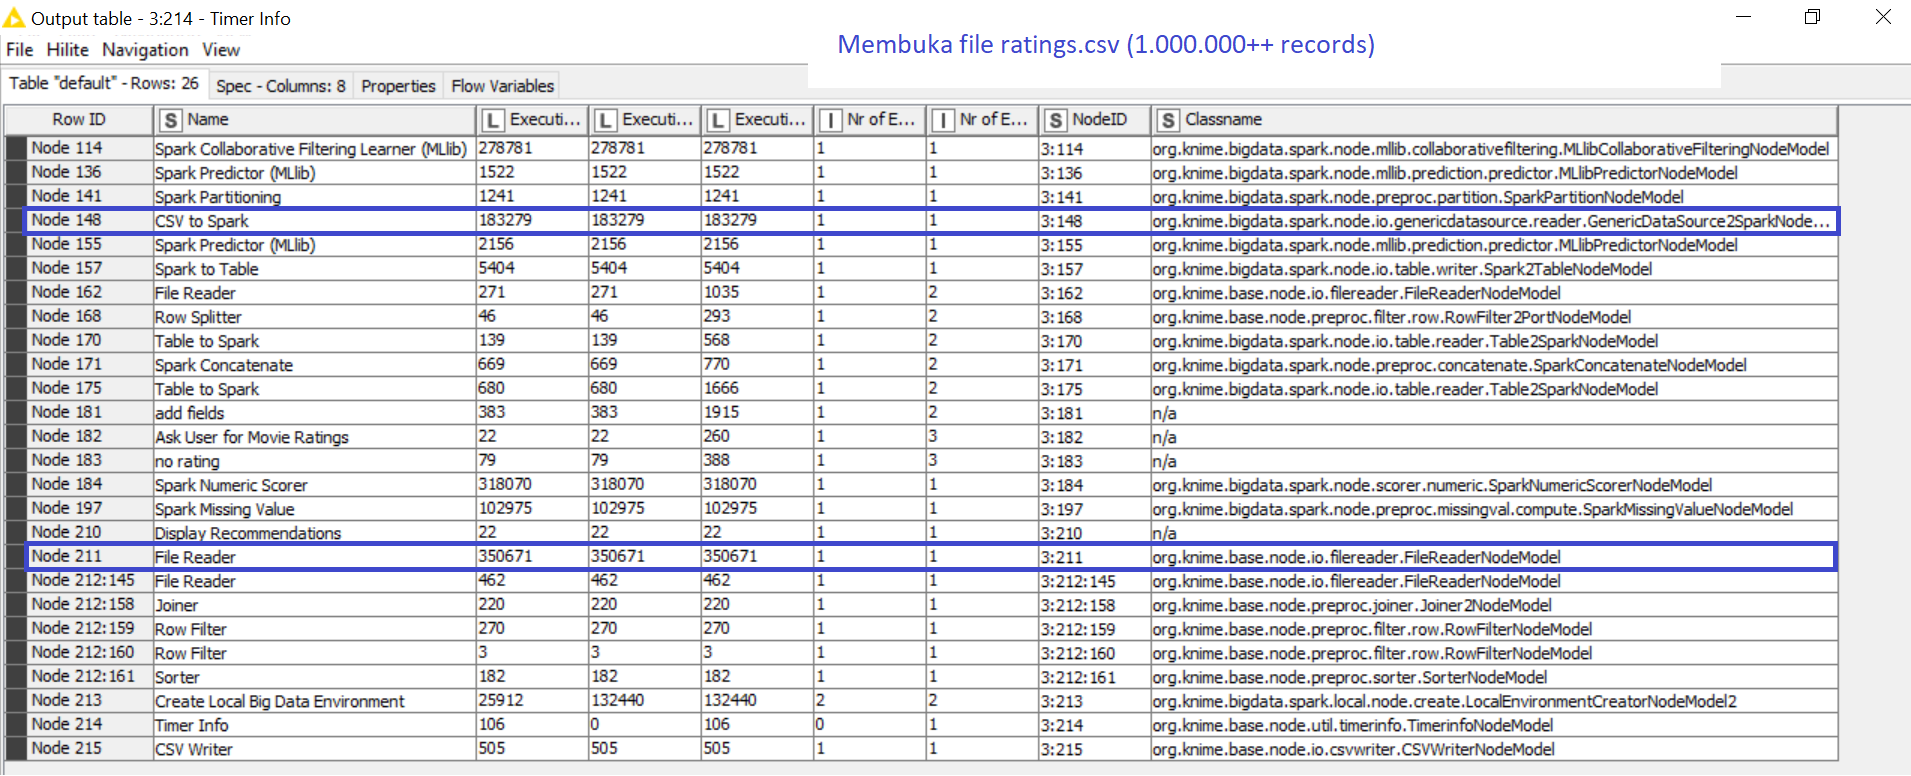 Output table - 3:214 - Timer Info
File Hilite Navigation View
Membuka file ratings.csv (1.000.000++ records)
Table "default" - Rows: 26 Spec - Columns: 8 Properties Flow Variables
Row ID S Name L Executi... L Executi... L Executi... I Nr of E... I Nr of E... S NodeID S Classname
Node 114 Spark Collaborative Filtering Learner (MLlib) 278781 278781 278781 1 1 3:114 org.knime.bigdata.spark.node.mllib.collaborativefiltering.MLlibCollaborativeFilteringNodeModel
Node 136 Spark Predictor (MLlib) 1522 1522 1522 1 1 3:136 org.knime.bigdata.spark.node.mllib.prediction.predictor.MLlibPredictorNodeModel
Node 141 Spark Partitioning 1241 1241 1241 1 1 3:141 org.knime.bigdata.spark.node.preproc.partition.SparkPartitionNodeModel
Node 148 CSV to Spark 183279 183279 183279 1 1 3:148 org.knime.bigdata.spark.node.io.genericdatasource.reader.GenericDataSource2SparkNode...
Node 155 Spark Predictor (MLlib) 2156 2156 2156 1 1 3:155 org.knime.bigdata.spark.node.mllib.prediction.predictor.MLlibPredictorNodeModel
Node 157 Spark to Table 5404 5404 5404 1 1 3:157 org.knime.bigdata.spark.node.io.table.writer.Spark2TableNodeModel
Node 162 File Reader 271 271 1035 1 2 3:162 org.knime.base.node.io.filereader.FileReaderNodeModel
Node 168 Row Splitter 46 46 293 1 2 3:168 org.knime.base.node.preproc.filter.row.RowFilter2PortNodeModel
Node 170 Table to Spark 139 139 568 1 2 3:170 org.knime.bigdata.spark.node.io.table.reader.Table2SparkNodeModel
Node 171 Spark Concatenate 669 669 770 1 2 3:171 org.knime.bigdata.spark.node.preproc.concatenate.SparkConcatenateNodeModel
Node 175 Table to Spark 680 680 1666 1 2 3:175 org.knime.bigdata.spark.node.io.table.reader.Table2SparkNodeModel
Node 181 add fields 383 383 1915 1 2 3:181 n/a
Node 182 Ask User for Movie Ratings 22 22 260 1 3 3:182 n/a
Node 183 no rating 79 79 388 1 3 3:183 n/a
Node 184 Spark Numeric Scorer 318070 318070 318070 1 1 3:184 org.knime.bigdata.spark.node.scorer.numeric.SparkNumericScorerNodeModel
Node 197 Spark Missing Value 102975 102975 102975 1 1 3:197 org.knime.bigdata.spark.node.preproc.missingval.compute.SparkMissingValueNodeModel
Node 210 Display Recommendations 22 22 22 1 1 3:210 n/a
Node 211 File Reader 350671 350671 350671 1 1 3:211 org.knime.base.node.io.filereader.FileReaderNodeModel
Node 212:145 File Reader 462 462 462 1 1 3:212:145 org.knime.base.node.io.filereader.FileReaderNodeModel
Node 212:158 Joiner 220 220 220 1 1 3:212:158 org.knime.base.node.preproc.joiner.Joiner2NodeModel
Node 212:159 Row Filter 270 270 270 1 1 3:212:159 org.knime.base.node.preproc.filter.row.RowFilterNodeModel
Node 212:160 Row Filter 3 3 3 1 1 3:212:160 org.knime.base.node.preproc.filter.row.RowFilterNodeModel
Node 212:161 Sorter 182 182 182 1 1 3:212:161 org.knime.base.node.preproc.sorter.SorterNodeModel
Node 213 Create Local Big Data Environment 25912 132440 132440 2 2 3:213 org.knime.bigdata.spark.local.node.create.LocalEnvironmentCreatorNodeModel2
Node 214 Timer Info 106 0 106 0 1 3:214 org.knime.base.node.util.timerinfo.TimerinfoNodeModel
Node 215 CSV Writer 505 505 505 1 1 3:215 org.knime.base.node.io.csvwriter.CSVWriterNodeModel